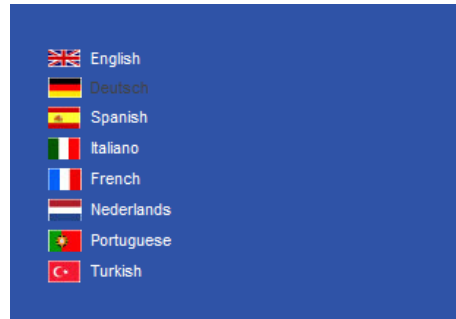 English
Deutsch
Spanish
Italiano
French
Nederlands
Portuguese
Turkish